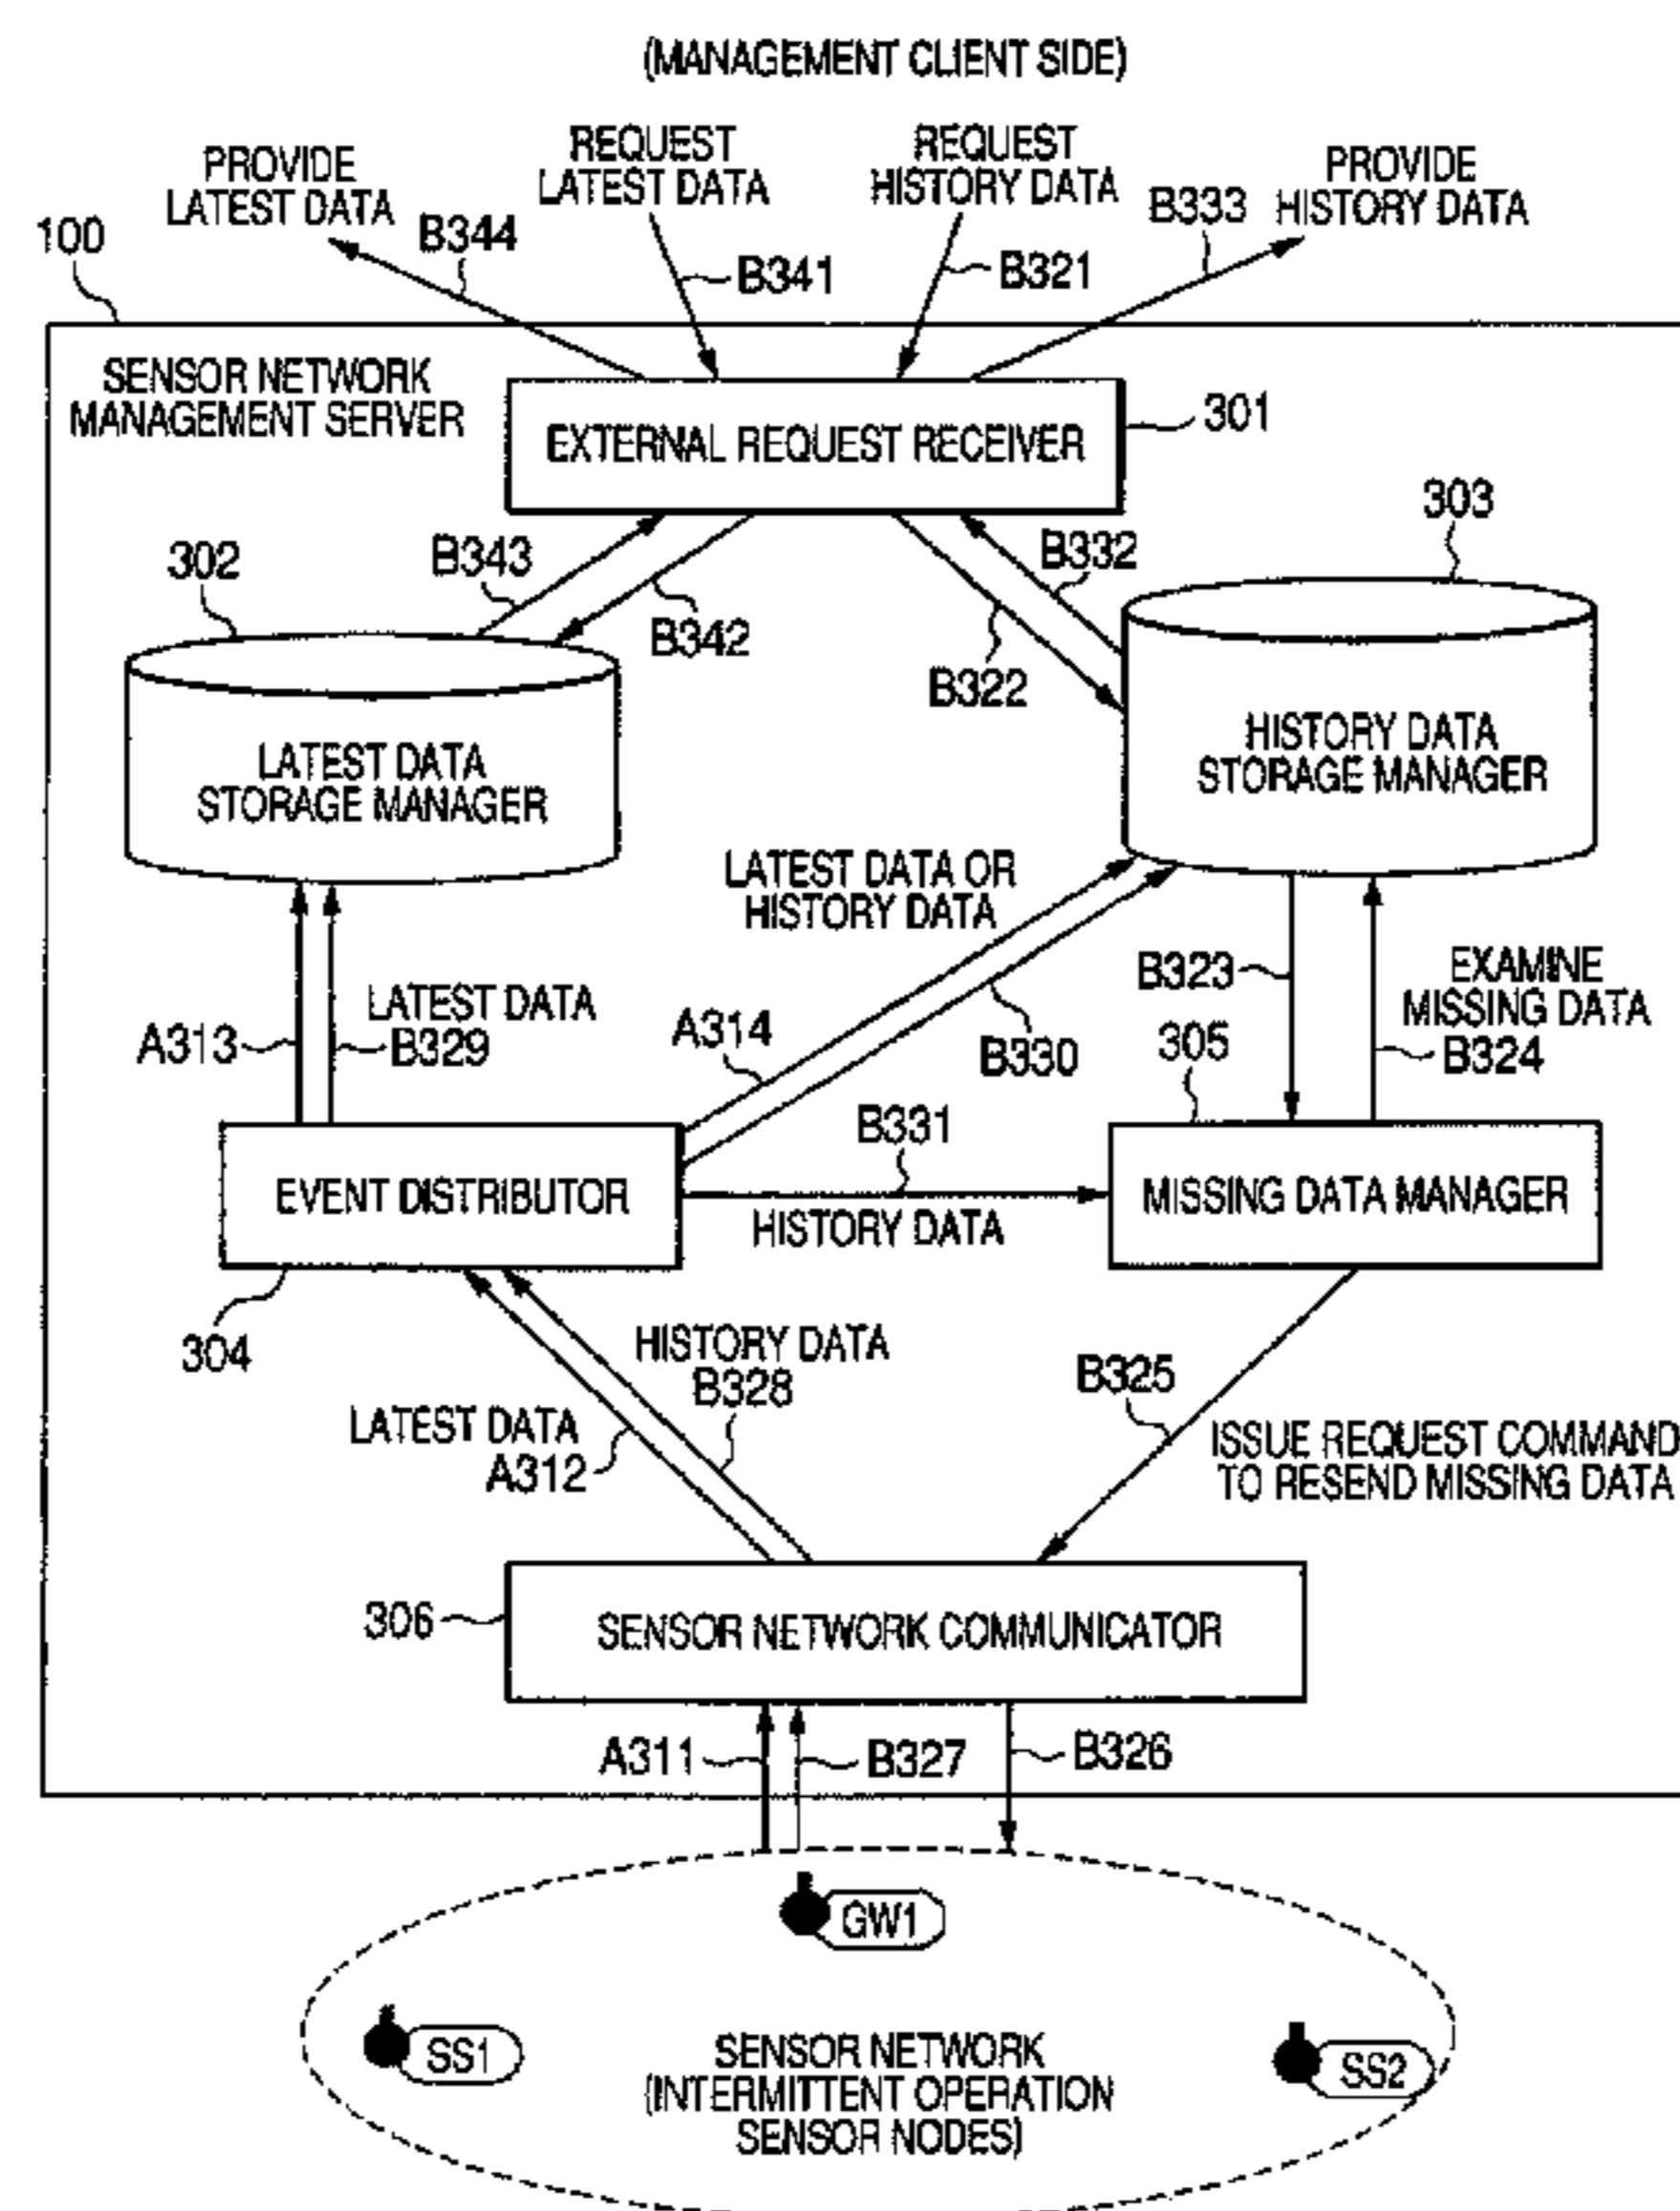 (MANAGEMENT CLIENT SIDE)
PROVIDE
LATEST DATA
REQUEST
LATEST DATA
REQUEST
HISTORY DATA
PROVIDE
HISTORY DATA
100
B344
B341
B321
B333
SENSOR NETWORK
MANAGEMENT SERVER
EXTERNAL REQUEST RECEIVER
301
302
B343
B342
B322
B332
303
LATEST DATA
STORAGE MANAGER
HISTORY DATA
STORAGE MANAGER
LATEST DATA OR
HISTORY DATA
A313
LATEST DATA
B329
A314
B330
B323
305
EXAMINE
MISSING DATA
B324
EVENT DISTRIBUTOR
B331
HISTORY DATA
MISSING DATA MANAGER
304
HISTORY DATA
B328
LATEST DATA
A312
B325
ISSUE REQUEST COMMAND
TO RESEND MISSING DATA
306
SENSOR NETWORK COMMUNICATOR
A311
B327
B326
GW1
SS1
SS2
SENSOR NETWORK
(INTERMITTENT OPERATION
SENSOR NODES)